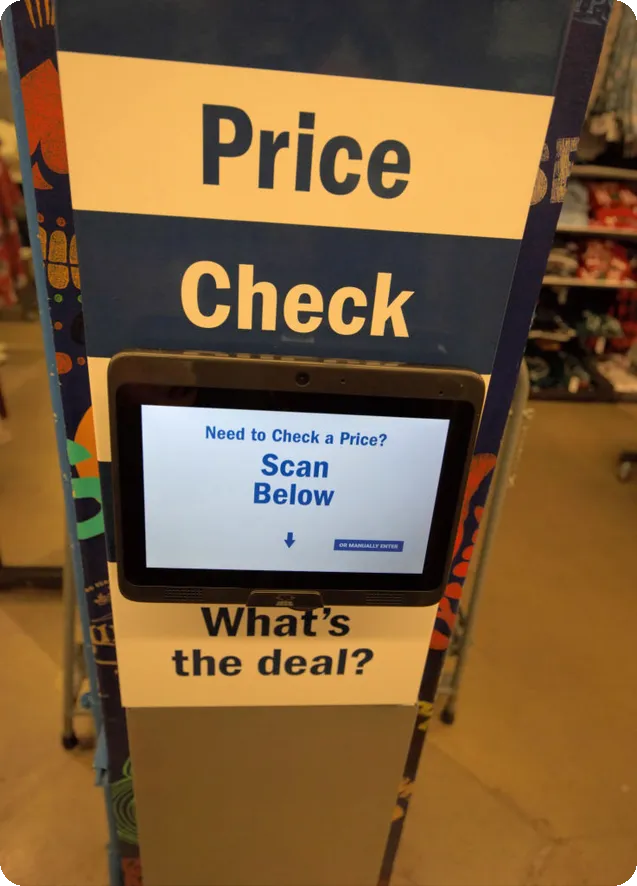 Price
Check
Need to Check a Price?
Scan
Below
OR MANUALLY ENTER
What's
the deal?